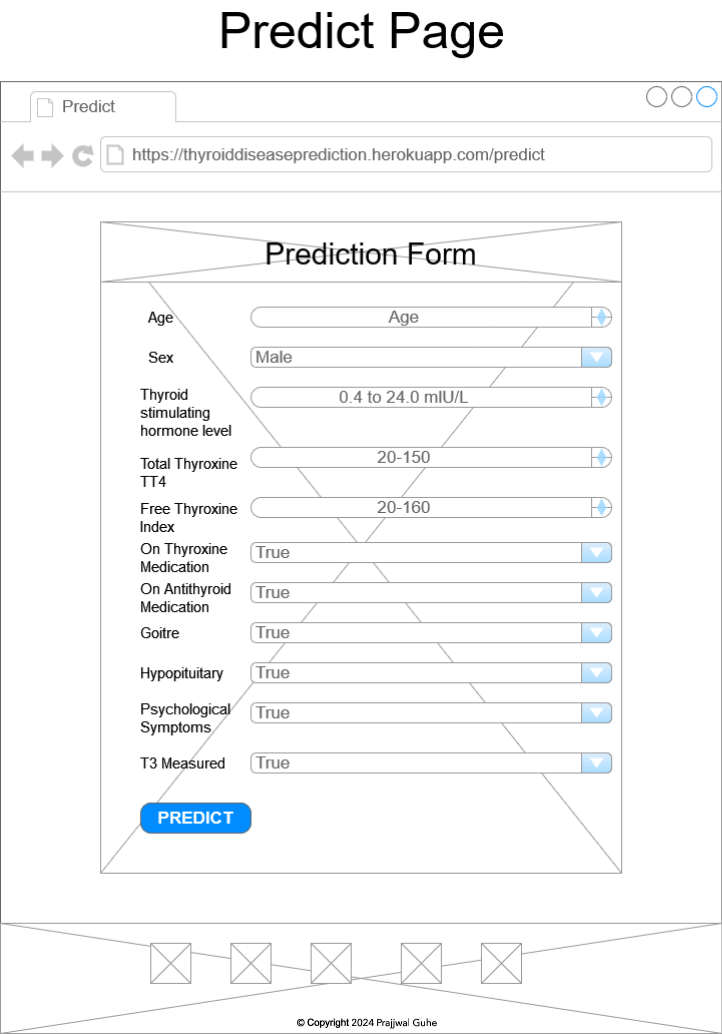 Predict Page
Predict
https://thyroiddiseaseprediction.herokuapp.com/predict
Prediction Form
Age
Age
Sex
Male
Thyroid
stimulating
hormone level
0.4 to 24.0 mIU/L
Total Thyroxine
TT4
20-150
Free Thyroxine
Index
20-160
On Thyroxine
Medication
True
On Antithyroid
Medication
True
Goitre
True
Hypopituitary
True
Psychological
Symptoms
True
T3 Measured
True
PREDICT
© Copyright 2024 Prajjwal Guhe